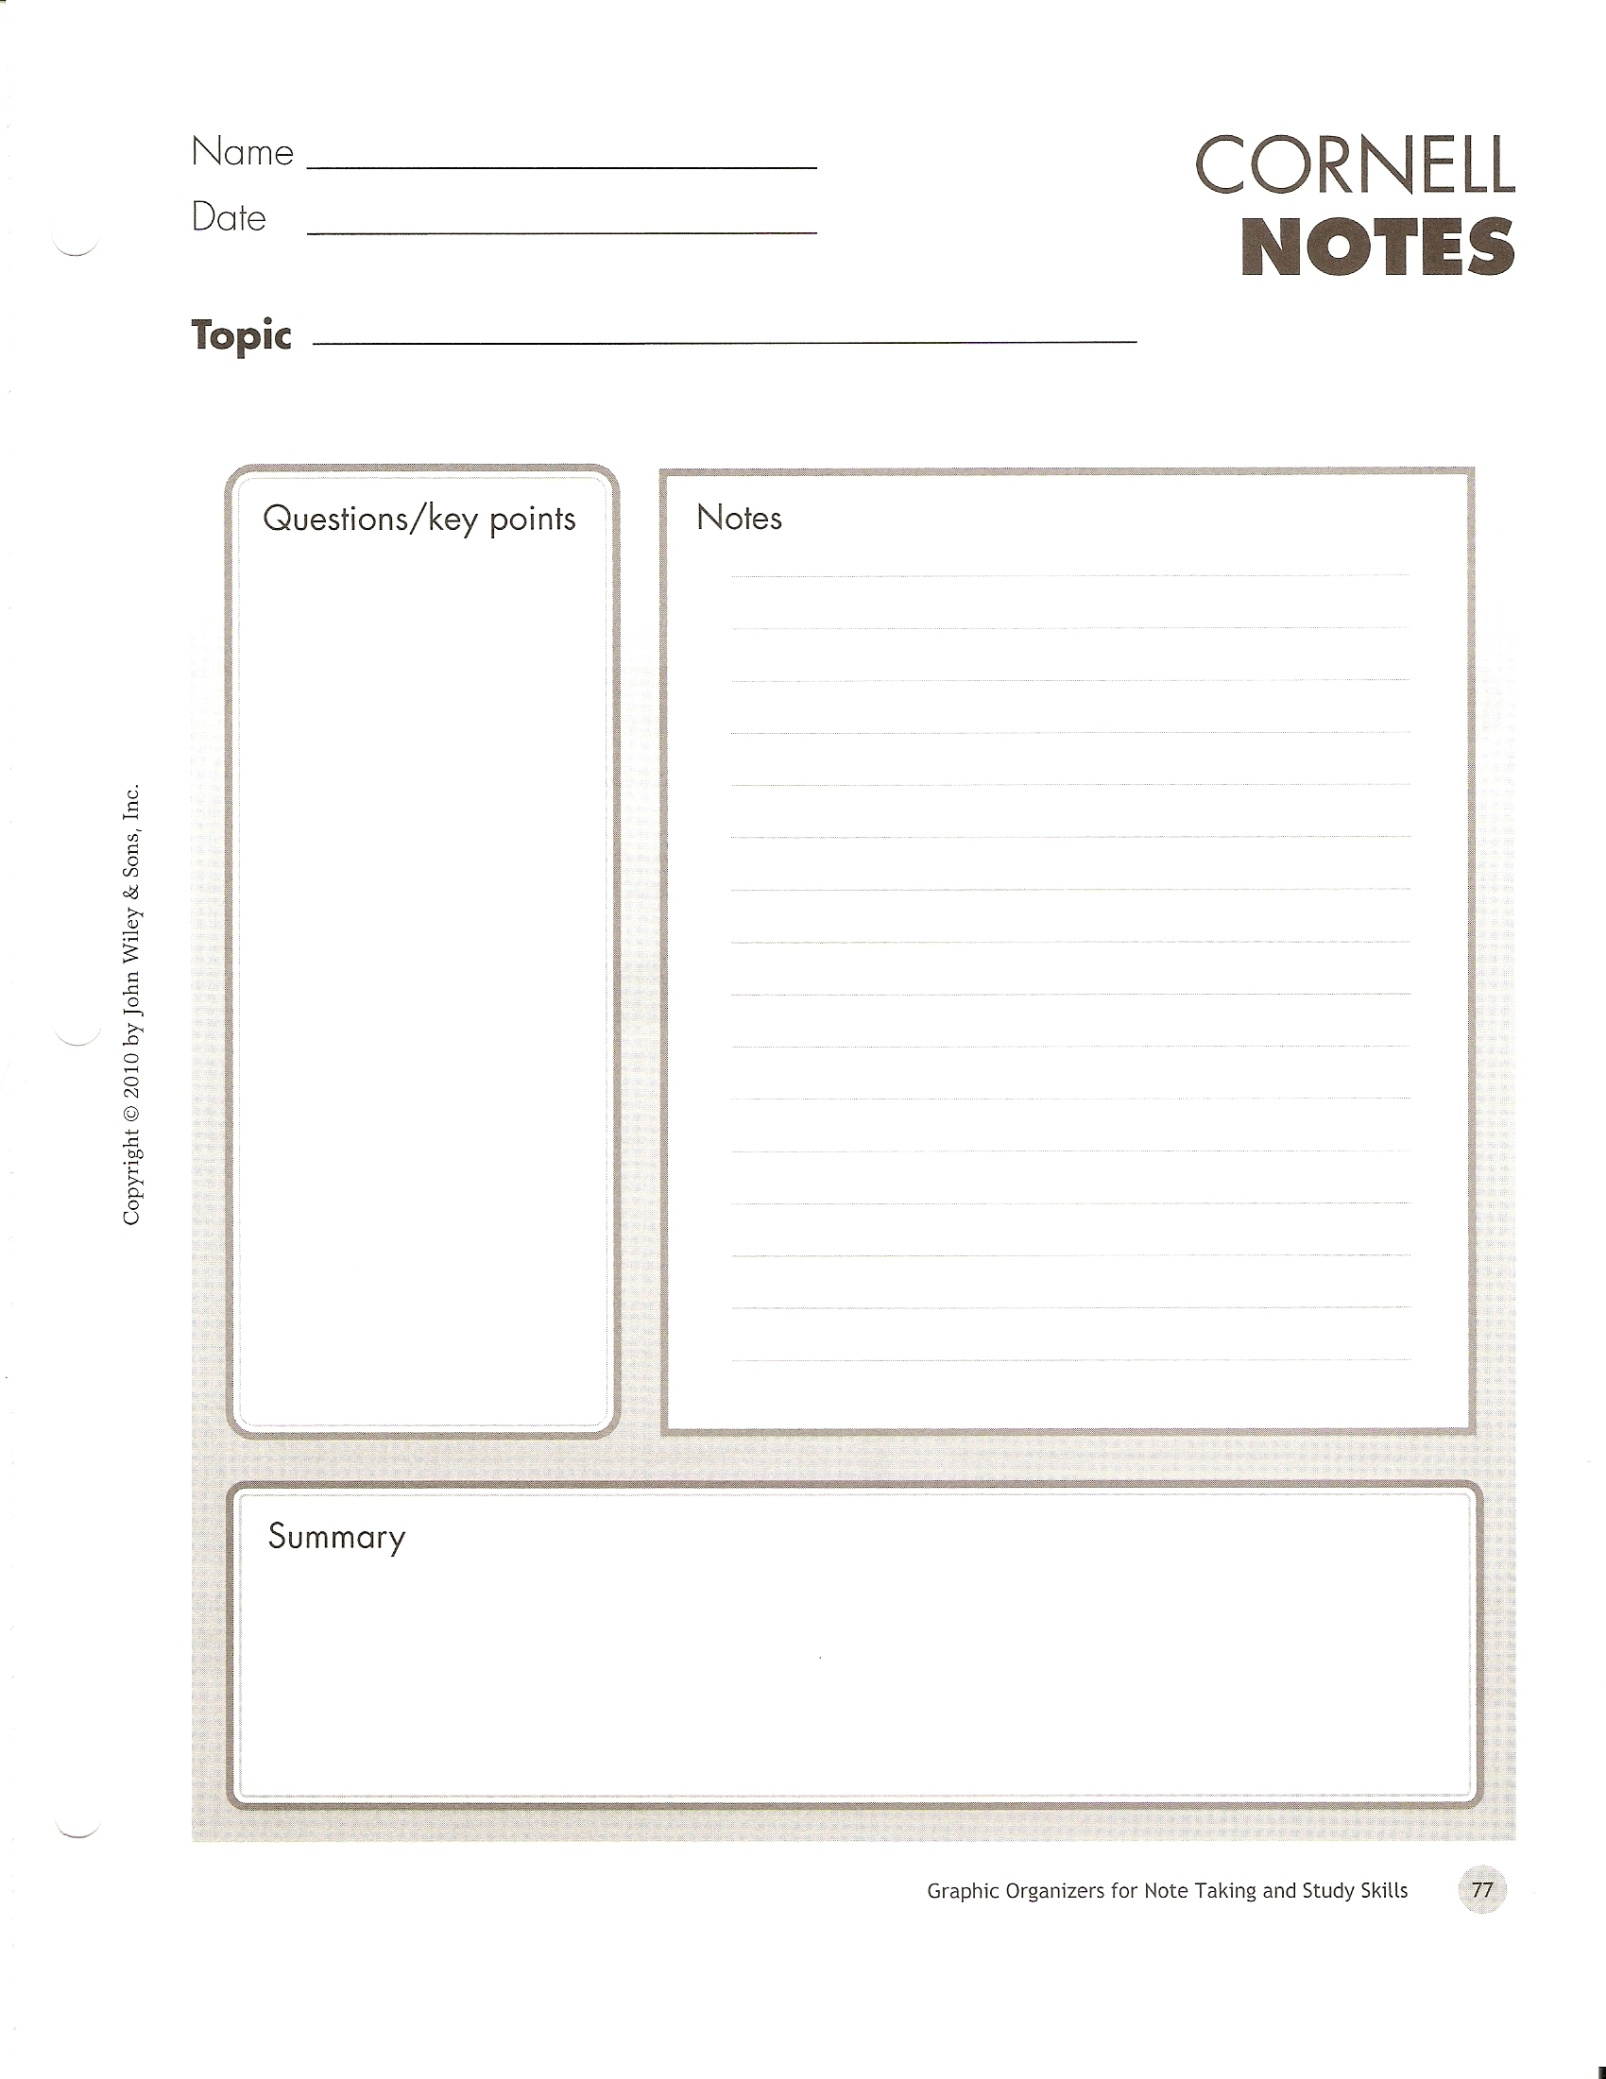 Name
Date
CORNELL
NOTES
Topic
Questions/key points
Notes
Copyright © 2010 by John Wiley & Sons, Inc.
Summary
Graphic Organizers for Note Taking and Study Skills
77